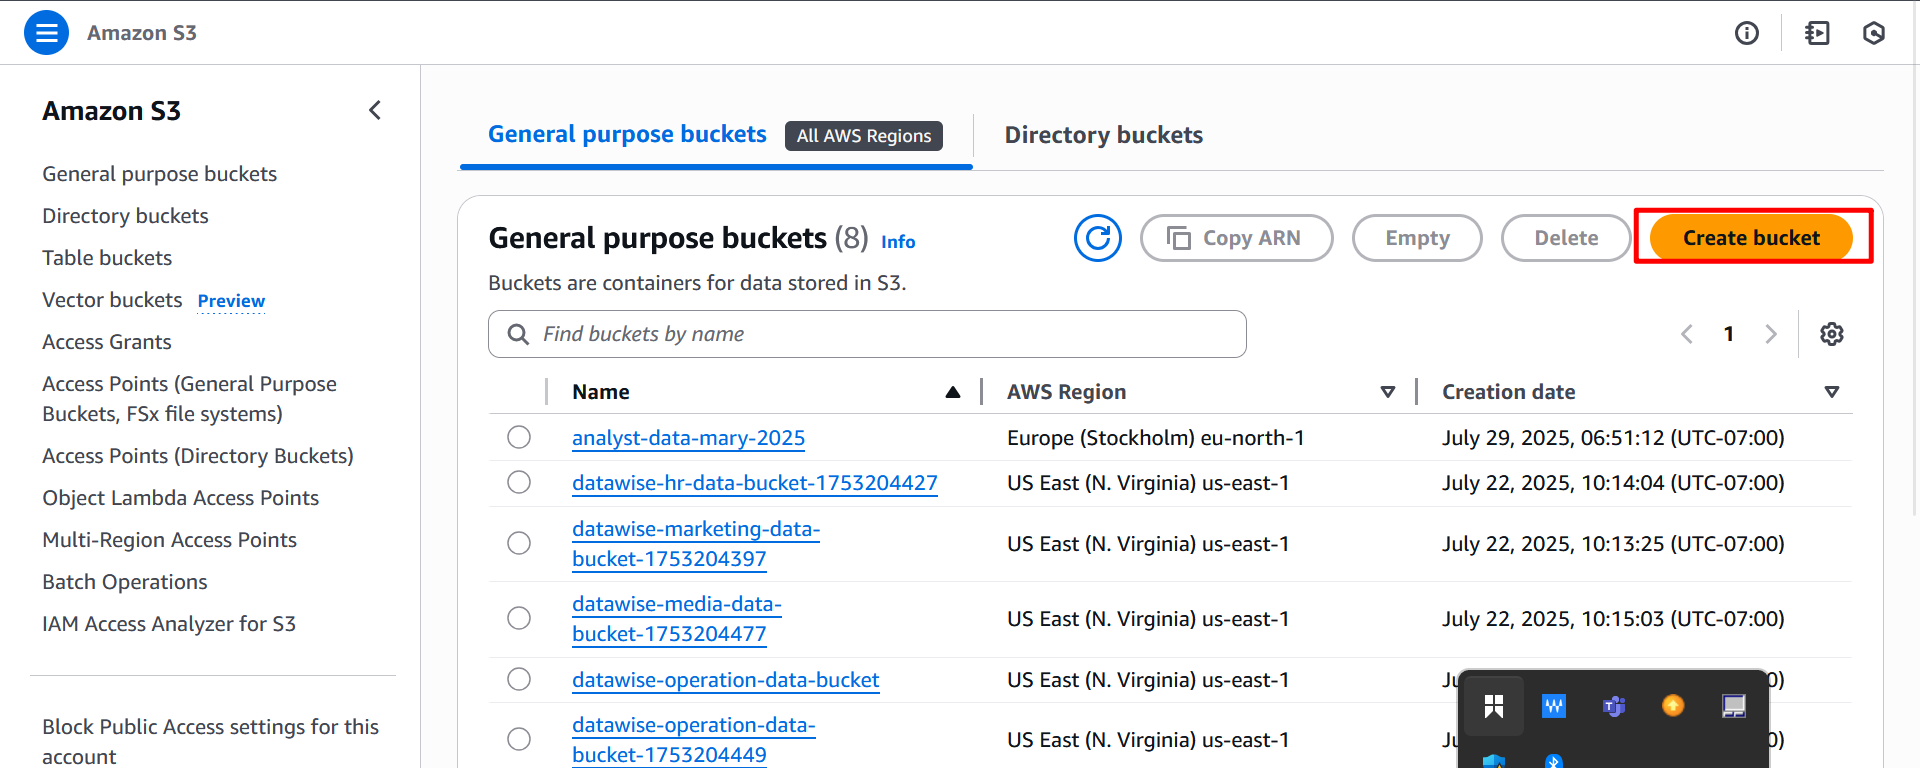 Amazon S3
Amazon S3
General purpose buckets
Directory buckets
Table buckets
Vector buckets Preview
Access Grants
Access Points (General Purpose
Buckets, FSx file systems)
Access Points (Directory Buckets)
Object Lambda Access Points
Multi-Region Access Points
Batch Operations
IAM Access Analyzer for S3
Block Public Access settings for this
account
General purpose buckets All AWS Regions Directory buckets
General purpose buckets (8) Info
Copy ARN Empty Delete Create bucket
Buckets are containers for data stored in S3.
Find buckets by name
1
Name AWS Region Creation date
analyst-data-mary-2025 Europe (Stockholm) eu-north-1 July 29, 2025, 06:51:12 (UTC-07:00)
datawise-hr-data-bucket-1753204427 US East (N. Virginia) us-east-1 July 22, 2025, 10:14:04 (UTC-07:00)
datawise-marketing-data-
bucket-1753204397 US East (N. Virginia) us-east-1 July 22, 2025, 10:13:25 (UTC-07:00)
datawise-media-data-
bucket-1753204477 US East (N. Virginia) us-east-1 July 22, 2025, 10:15:03 (UTC-07:00)
datawise-operation-data-bucket US East (N. Virginia) us-east-1
datawise-operation-data-
bucket-1753204449 US East (N. Virginia) us-east-1